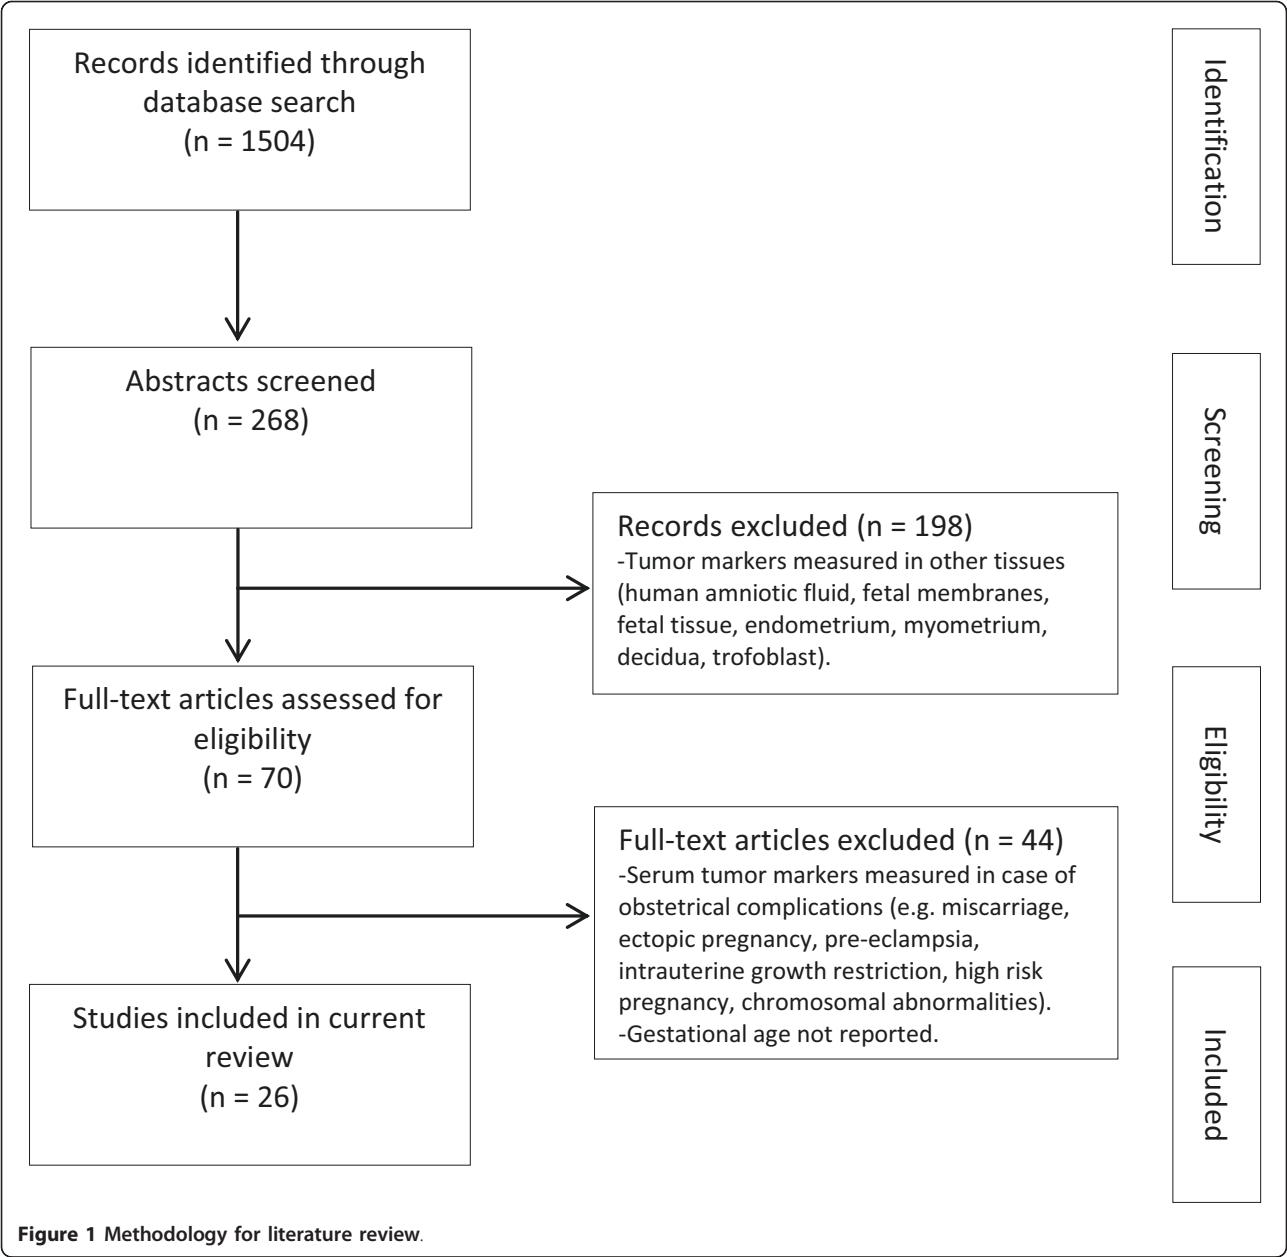 Records identified through
database search
(n = 1504)
Identification
Abstracts screened
(n = 268)
Screening
Records excluded (n = 198)
-Tumor markers measured in other tissues
(human amniotic fluid, fetal membranes,
fetal tissue, endometrium, myometrium,
decidua, trofoblast).
Full-text articles assessed for
eligibility
(n = 70)
Eligibility
Full-text articles excluded (n = 44)
-Serum tumor markers measured in case of
obstetrical complications (e.g. miscarriage,
ectopic pregnancy, pre-eclampsia,
intrauterine growth restriction, high risk
pregnancy, chromosomal abnormalities).
-Gestational age not reported.
Studies included in current
review
(n = 26)
Included
Figure 1 Methodology for literature review.